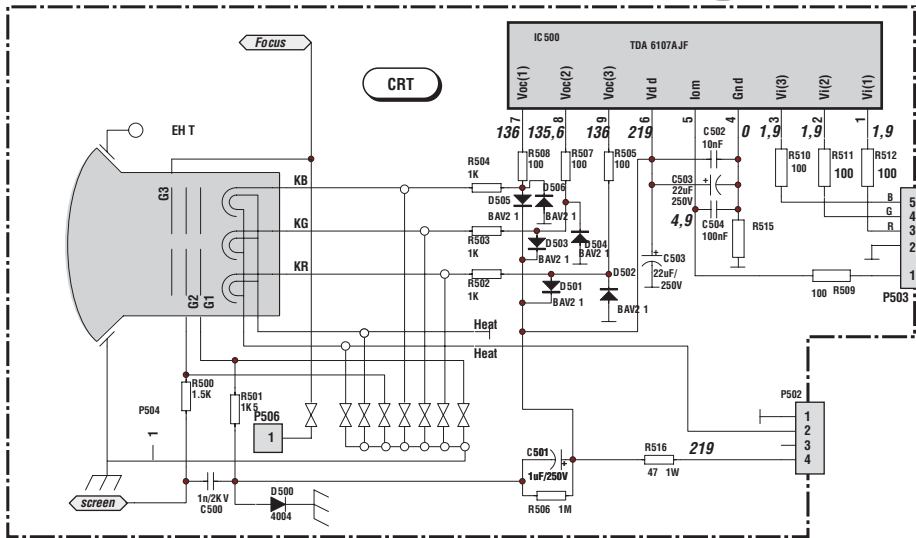 Focus
IC500
TDA 6107AJF
CRT
Voc(1)
Voc(2)
Voc(3)
Vdd
Iom
Gnd
Vi(3)
Vi(2)
Vi(1)
7
8
9
6
5
4
3
2
1
136
135,6
136
219
0
1,9
1,9
1,9
EH T
C502
10nF
R508
100
R507
100
R505
100
R510
100
R511
100
R512
100
G3
KB
R504
1K
D506
D505
BAV2 1
BAV2 1
C503
22uF
250V
4,9
C504
100nF
R515
B
G
R
5
4
3
2
1
P503
KG
R503
1K
D503
BAV2 1
D504
BAV2 1
C503
22uF/
250V
KR
R502
1K
D501
BAV2 1
D502
BAV2 1
100
R509
G2
G1
Heat
Heat
R500
1.5K
R501
1K5
P504
1
P506
1
P502
1
2
3
4
C501
1uF/250V
R516
47 1W
219
R506 1M
screen
1n/2KV
C500
D500
4004